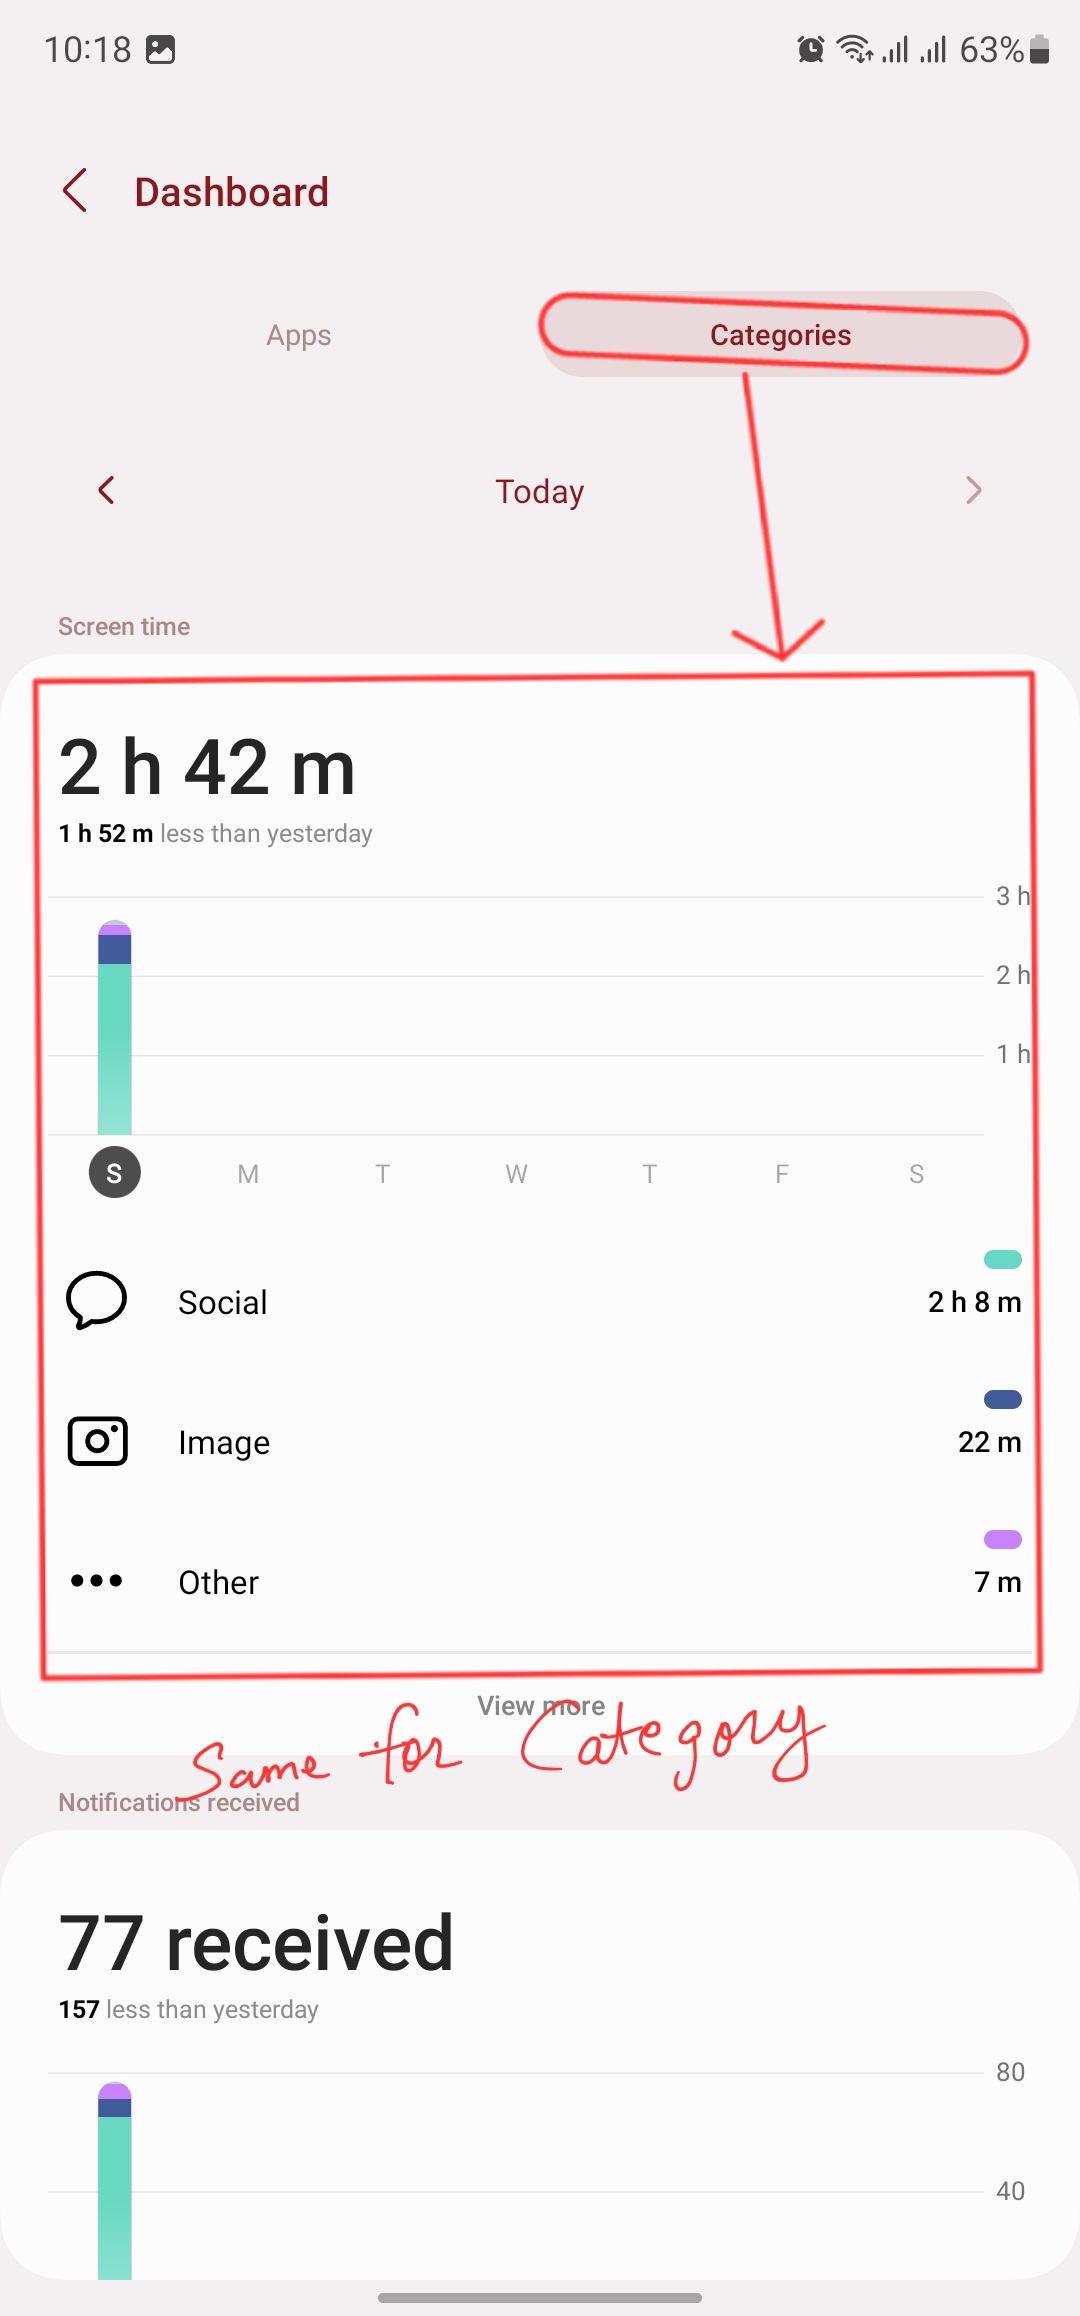 10:18 63%
Dashboard
Apps Categories
Today
Screen time
2 h 42 m
1 h 52 m less than yesterday
3 h
2 h
1 h
S M T W T F S
Social 2 h 8 m
Image 22 m
Other 7 m
View more
Same for Category
Notifications received
77 received
157 less than yesterday
80
40